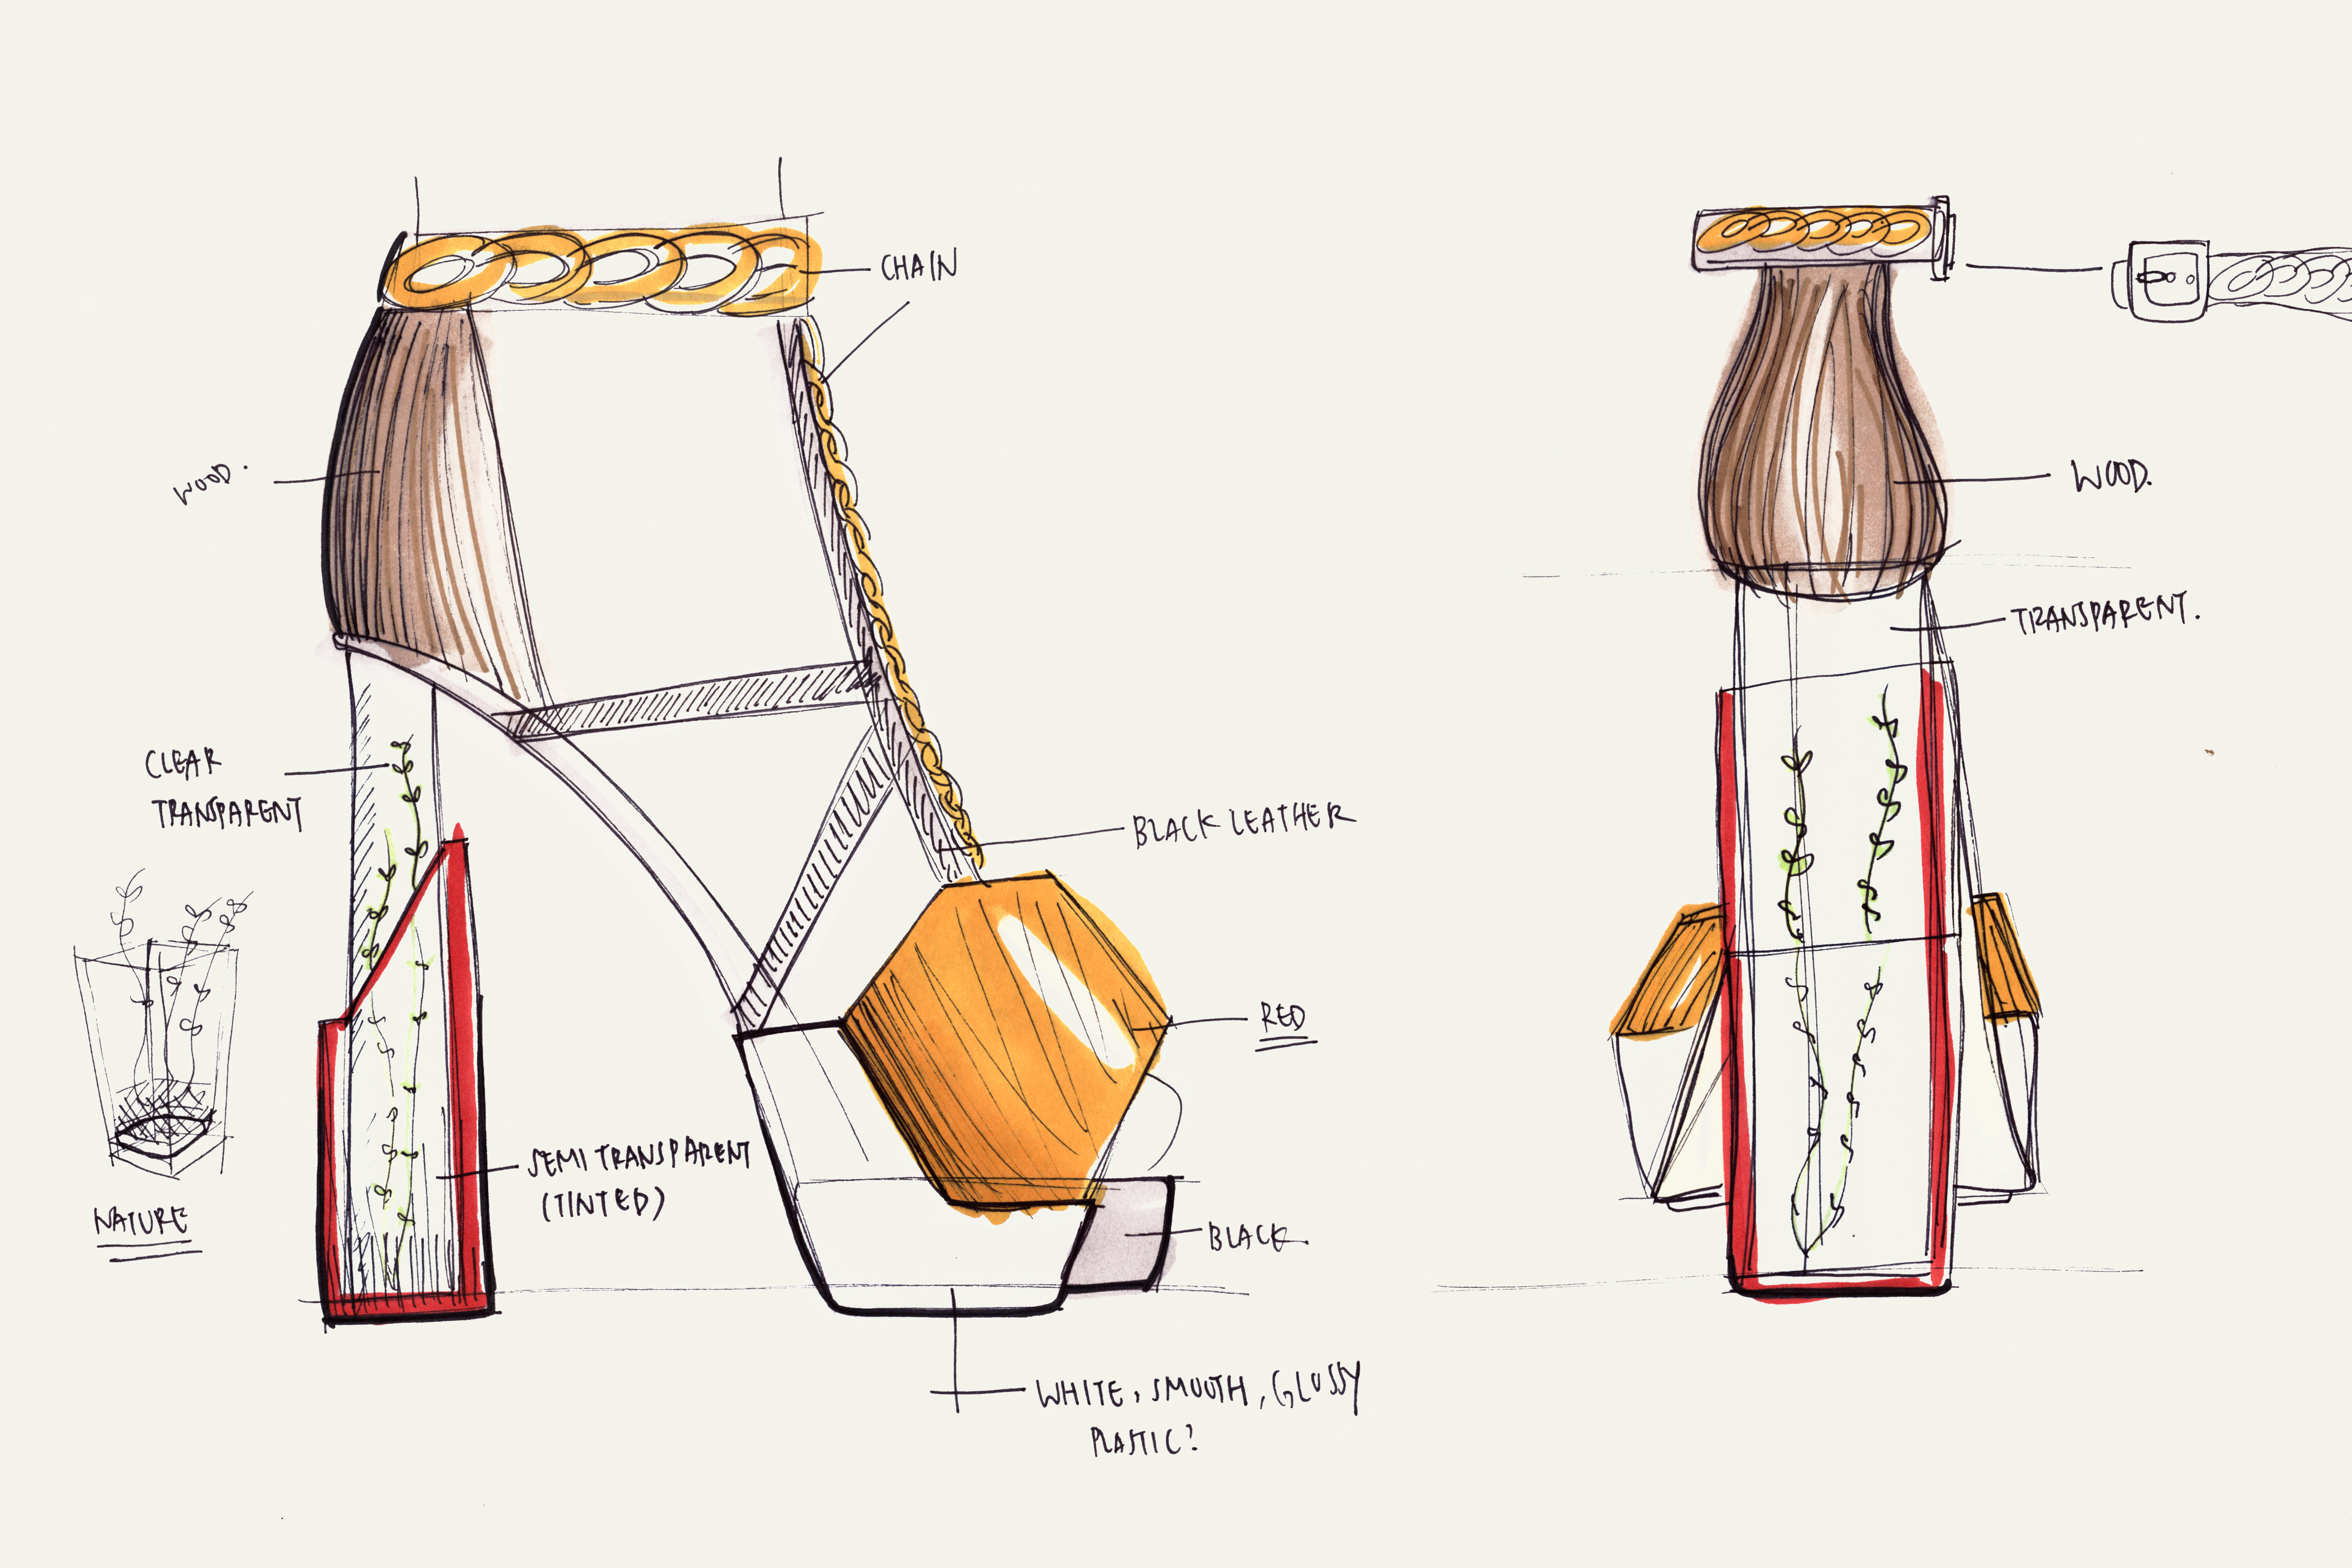 CHAIN
WOOD.
CLEAR
TRANSPARENT
BLACK LEATHER
RED
NATURE
SEMI TRANSPARENT
(TINTED)
BLACK
WHITE, SMOOTH, GLOSSY
PLASTIC?
WOOD.
TRANSPARENT.